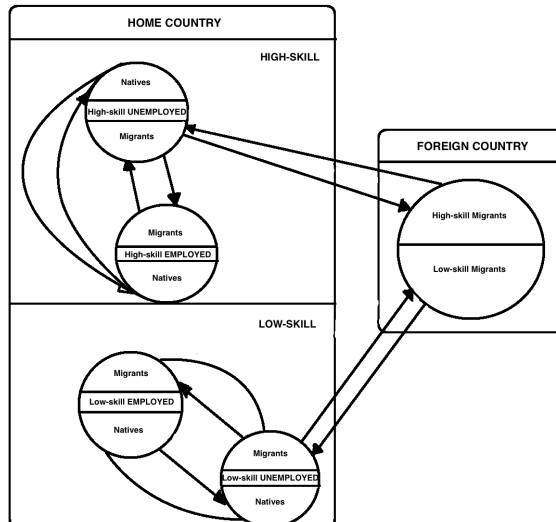 HOME COUNTRY
HIGH-SKILL
Natives
High-skill UNEMPLOYED
Migrants
Migrants
High-skill EMPLOYED
Natives
FOREIGN COUNTRY
High-skill Migrants
Low-skill Migrants
LOW-SKILL
Migrants
Low-skill EMPLOYED
Natives
Migrants
Low-skill UNEMPLOYED
Natives